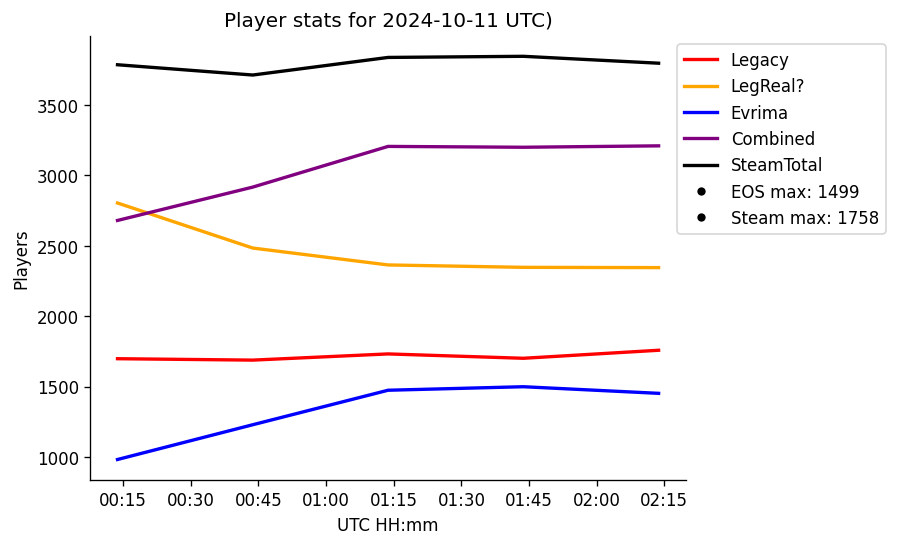 Player stats for 2024-10-11 UTC)
Legacy
LegReal?
Evrima
Combined
SteamTotal
EOS max: 1499
Steam max: 1758
Players
3500
3000
2500
2000
1500
1000
00:15 00:30 00:45 01:00 01:15 01:30 01:45 02:00 02:15
UTC HH:mm